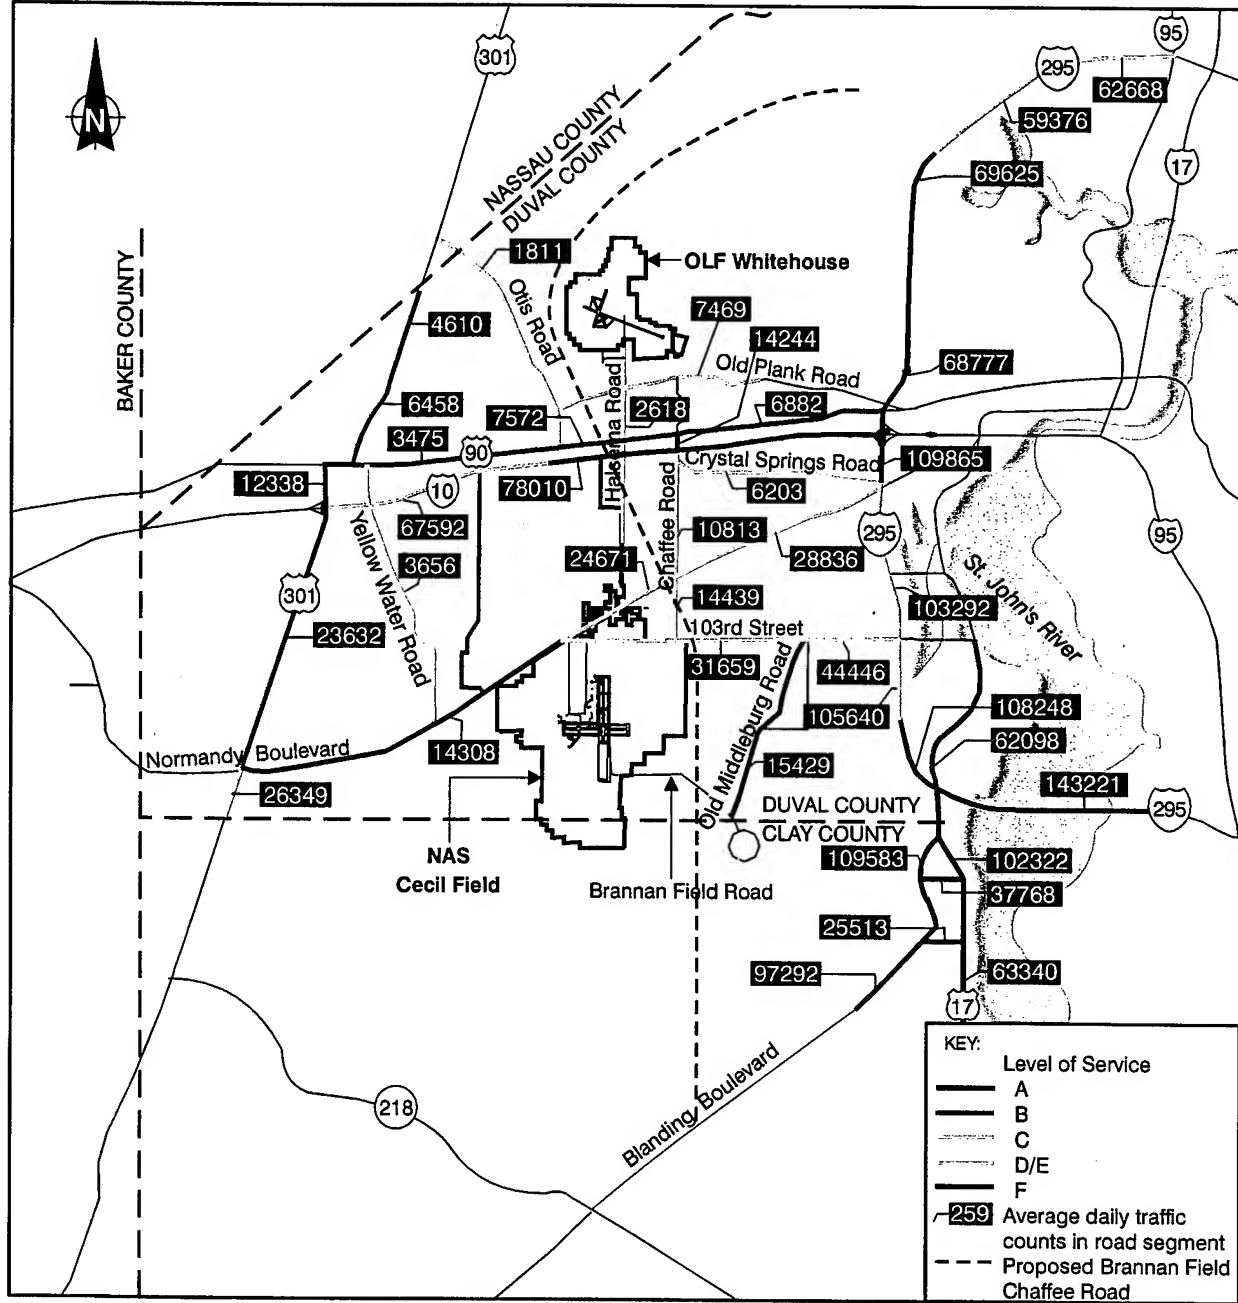 95
301
295
62668
59376
N
NASSAU COUNTY
DUVAL COUNTY
17
69625
BAKER COUNTY
1811
OLF Whitehouse
Otis Road
7469
4610
14244
Old Plank Road
68777
Halsema Road
6458
2618
6882
7572
3475
90
Crystal Springs Road
109865
12338
10
78010
6203
67592
Yellow Water Road
Chaffee Road
10813
295
95
3656
24671
28836
St. John's River
301
14439
103292
23632
103rd Street
31659
44446
Old Middleburg Road
105640
108248
Normandy Boulevard
14308
62098
15429
26349
143221
DUVAL COUNTY
CLAY COUNTY
295
NAS
Cecil Field
109583
102322
Brannan Field Road
37768
25513
97292
63340
17
218
Blanding Boulevard
KEY:
Level of Service
A
B
C
D/E
F
259 Average daily traffic
counts in road segment
Proposed Brannan Field
Chaffee Road